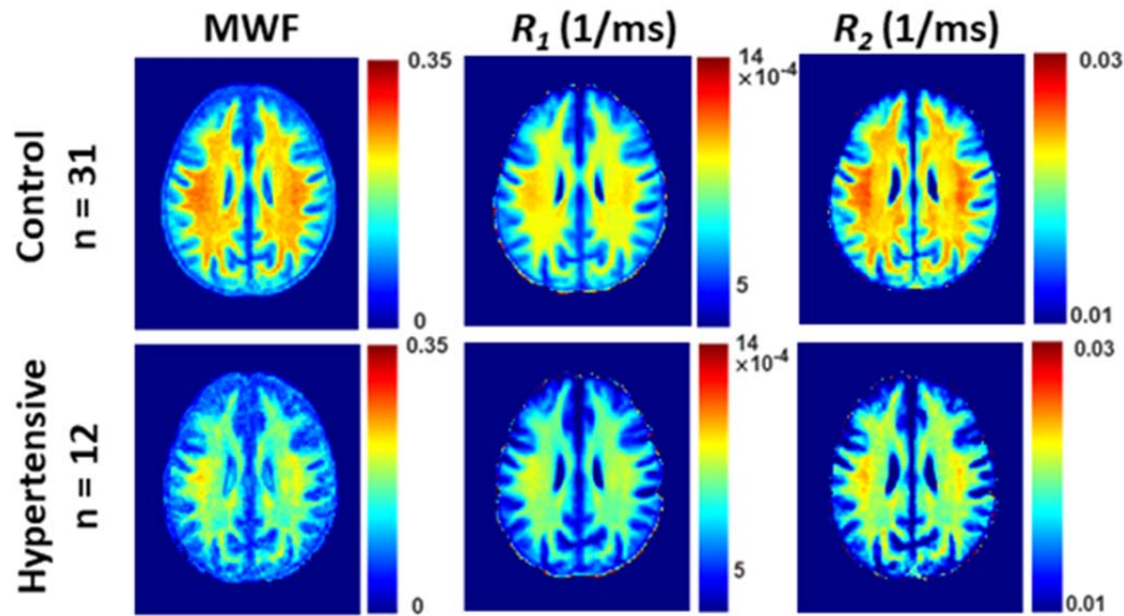 MWF
R₁ (1/ms)
R₂ (1/ms)
Control
n = 31
0.35
0
14
×10⁻⁴
5
0.03
0.01
Hypertensive
n = 12
0.35
0
14
×10⁻⁴
5
0.03
0.01